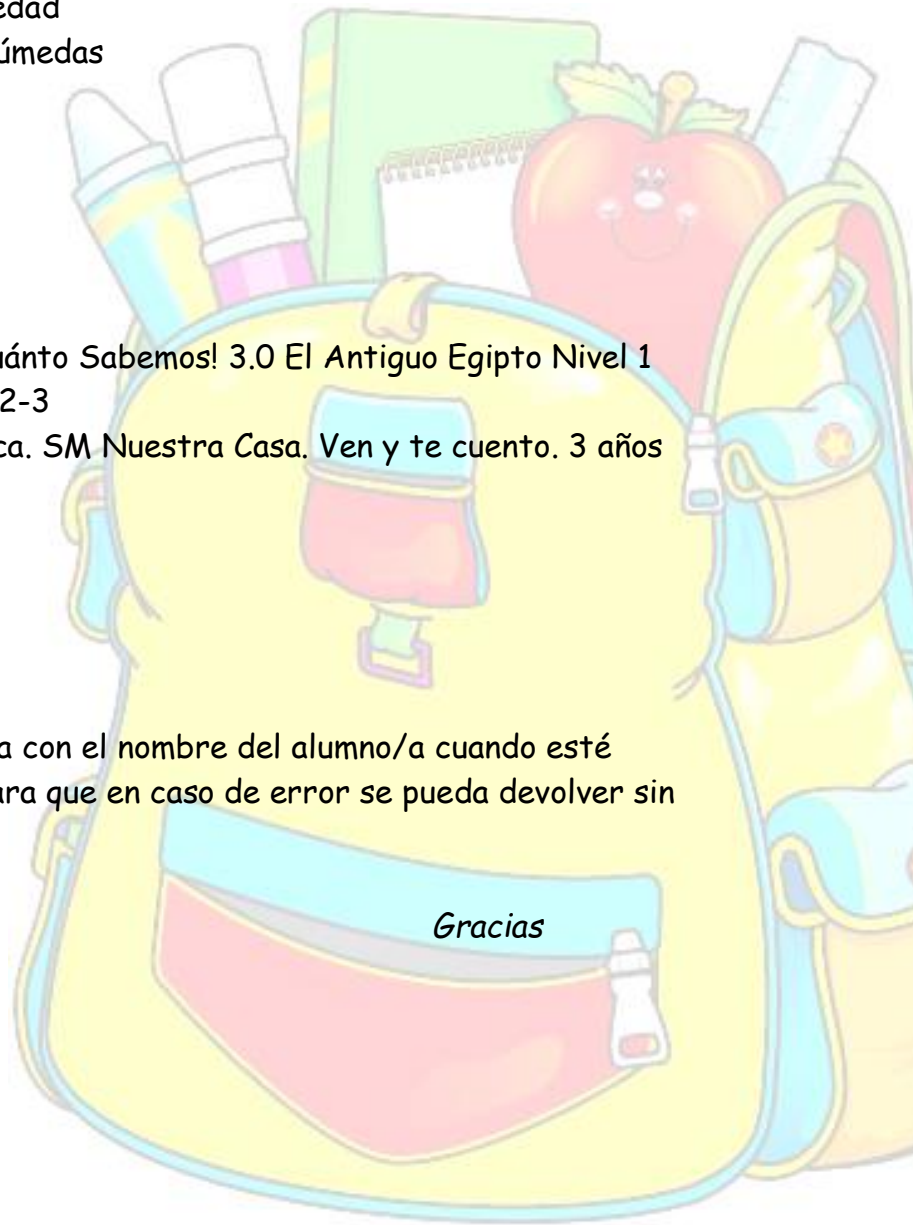 edad
úmedas
uánto Sabemos! 3.0 El Antiguo Egipto Nivel 1
2-3
ca. SM Nuestra Casa. Ven y te cuento. 3 años
a con el nombre del alumno/a cuando esté
ara que en caso de error se pueda devolver sin
Gracias